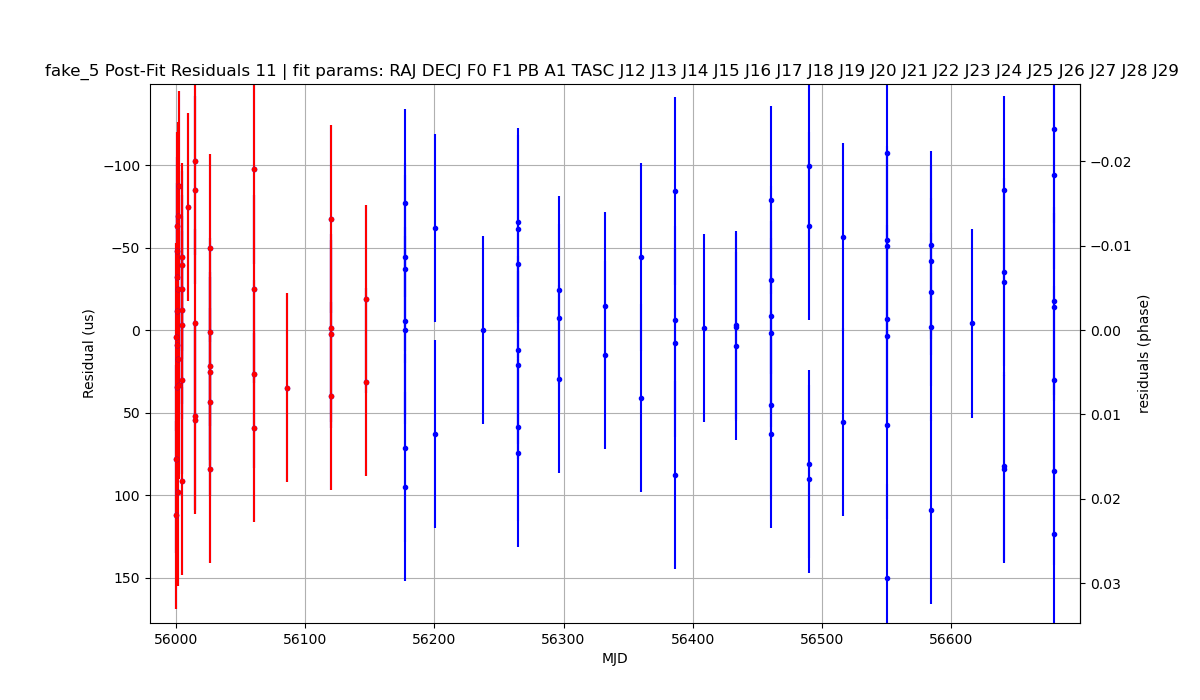 fake_5 Post-Fit Residuals 11 | fit params: RAJ DECJ F0 F1 PB A1 TASC J12 J13 J14 J15 J16 J17 J18 J19 J20 J21 J22 J23 J24 J25 J26 J27 J28 J29
−100
−50
0
50
100
150
Residual (us)
−0.02
−0.01
0.00
0.01
0.02
0.03
residuals (phase)
56000 56100 56200 56300 56400 56500 56600
MJD